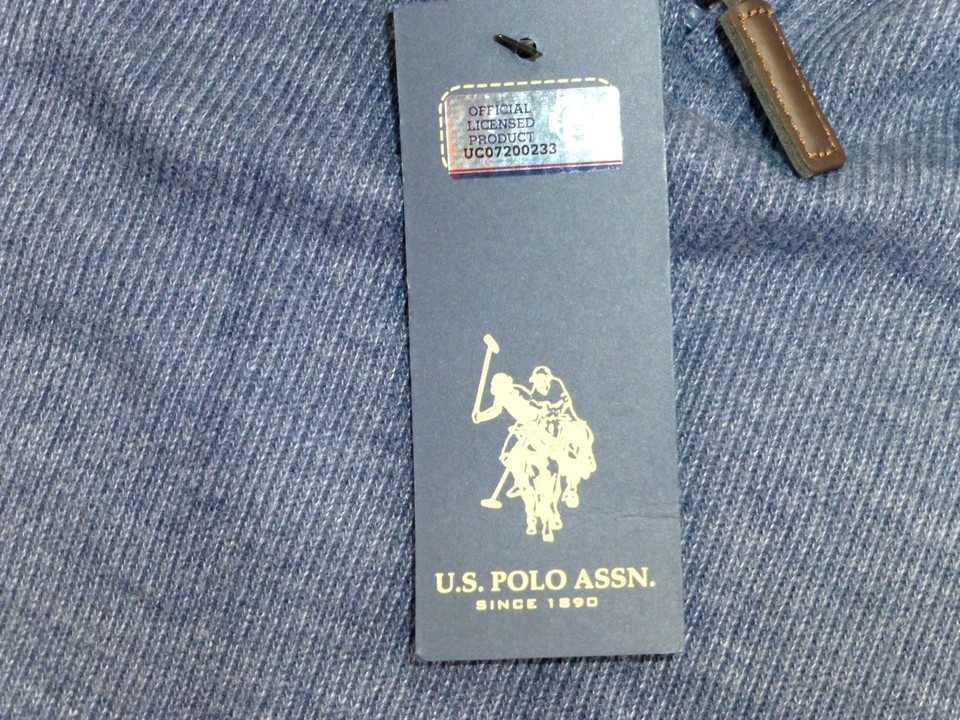 OFFICIAL
LICENSED
PRODUCT
UC07200233
U.S. POLO ASSN.
SINCE 1890